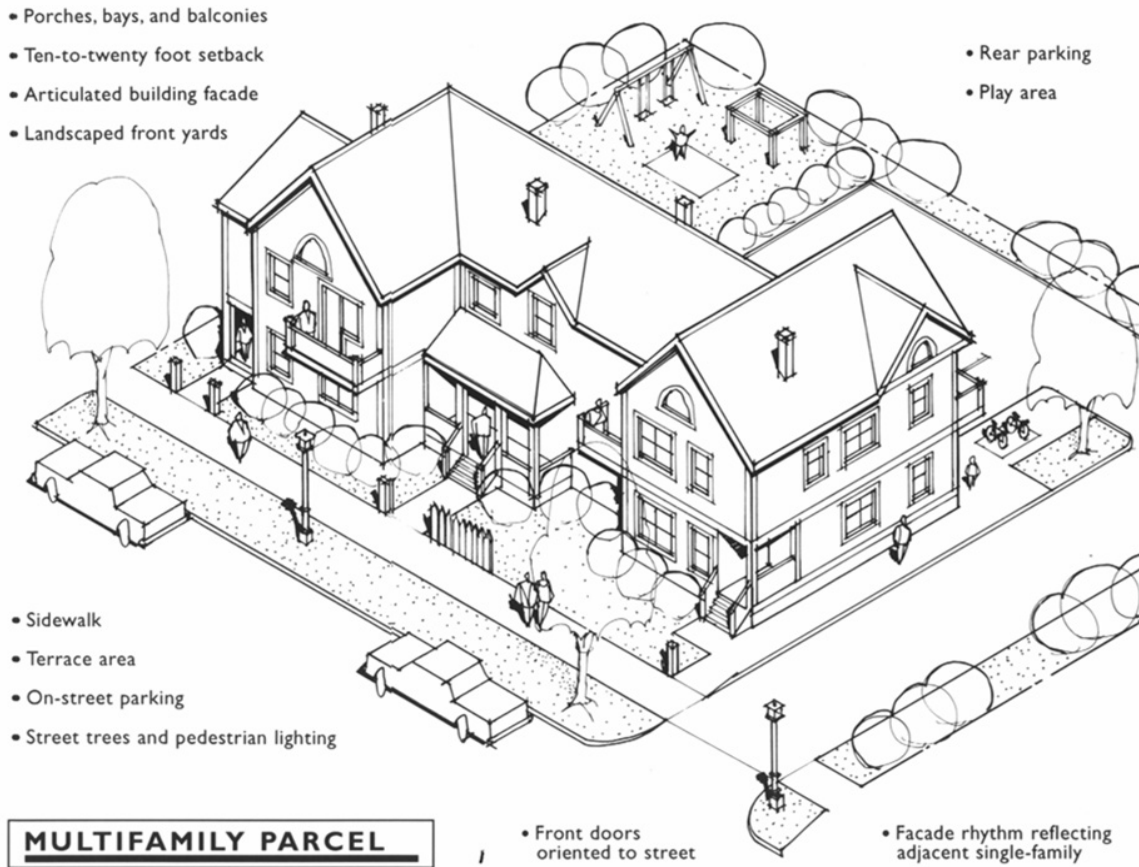 • Porches, bays, and balconies
• Ten-to-twenty foot setback
• Articulated building facade
• Landscaped front yards
• Rear parking
• Play area
• Sidewalk
• Terrace area
• On-street parking
• Street trees and pedestrian lighting
MULTIFAMILY PARCEL
• Front doors
oriented to street
• Facade rhythm reflecting
adjacent single-family